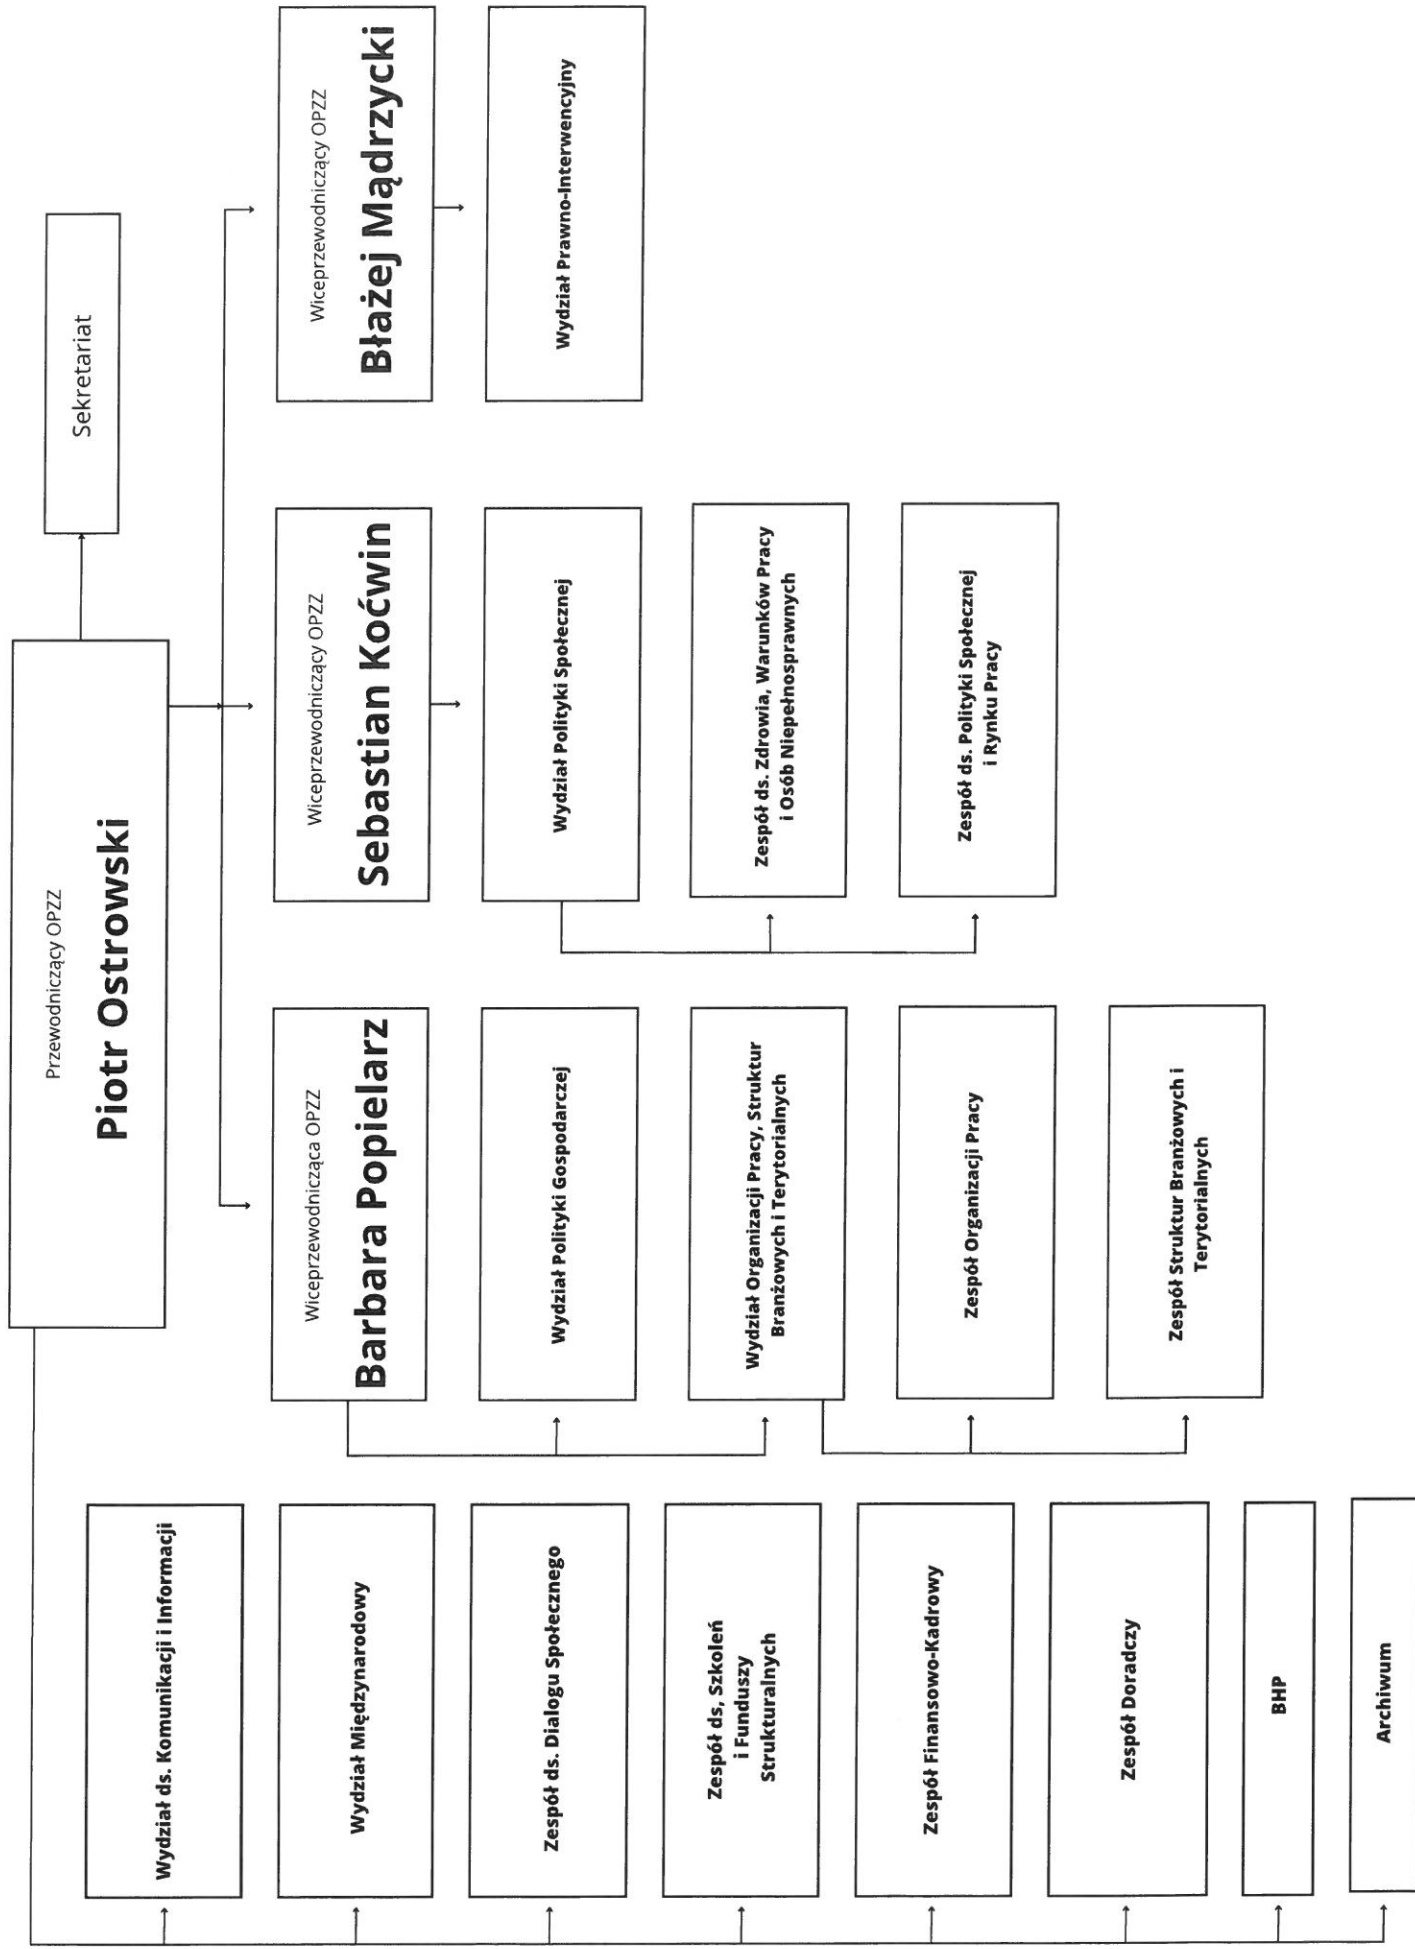 Przewodniczący OPZZ
Piotr Ostrowski
Sekretariat
Wydział ds. Komunikacji i Informacji
Wydział Międzynarodowy
Zespół ds. Dialogu Społecznego
Zespół ds, Szkoleń
i Funduszy
Strukturalnych
Zespół Finansowo-Kadrowy
Zespół Doradczy
BHP
Archiwum
Wiceprzewodnicząca OPZZ
Barbara Popielarz
Wydział Polityki Gospodarczej
Wydział Organizacji Pracy, Struktur
Branżowych i Terytorialnych
Zespół Organizacji Pracy
Zespół Struktur Branżowych i
Terytorialnych
Wiceprzewodniczący OPZZ
Sebastian Koćwin
Wydział Polityki Społecznej
Zespół ds. Zdrowia, Warunków Pracy
i Osób Niepełnosprawnych
Zespół ds. Polityki Społecznej
i Rynku Pracy
Wiceprzewodniczący OPZZ
Błażej Mądrzycki
Wydział Prawno-Interwencyjny